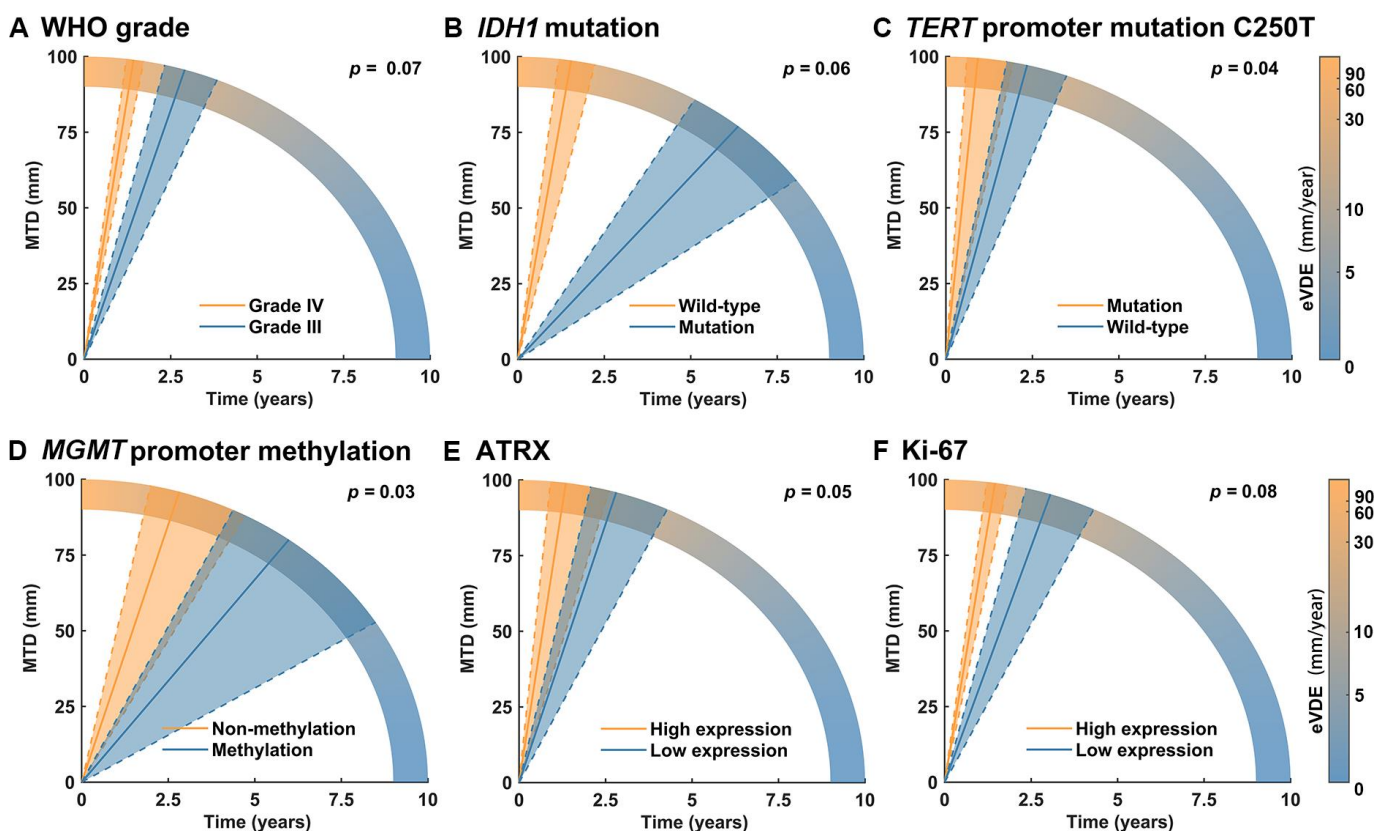 A WHO grade
p = 0.07
100
75
50
25
0
MTD (mm)
Grade IV
Grade III
0 2.5 5 7.5 10
Time (years)
B IDH1 mutation
p = 0.06
100
75
50
25
0
MTD (mm)
Wild-type
Mutation
0 2.5 5 7.5 10
Time (years)
C TERT promoter mutation C250T
p = 0.04
100
75
50
25
0
MTD (mm)
Mutation
Wild-type
0 2.5 5 7.5 10
Time (years)
eVDE (mm/year)
90
60
30
10
5
0
D MGMT promoter methylation
p = 0.03
100
75
50
25
0
MTD (mm)
Non-methylation
Methylation
0 2.5 5 7.5 10
Time (years)
E ATRX
p = 0.05
100
75
50
25
0
MTD (mm)
High expression
Low expression
0 2.5 5 7.5 10
Time (years)
F Ki-67
p = 0.08
100
75
50
25
0
MTD (mm)
High expression
Low expression
0 2.5 5 7.5 10
Time (years)
eVDE (mm/year)
90
60
30
10
5
0